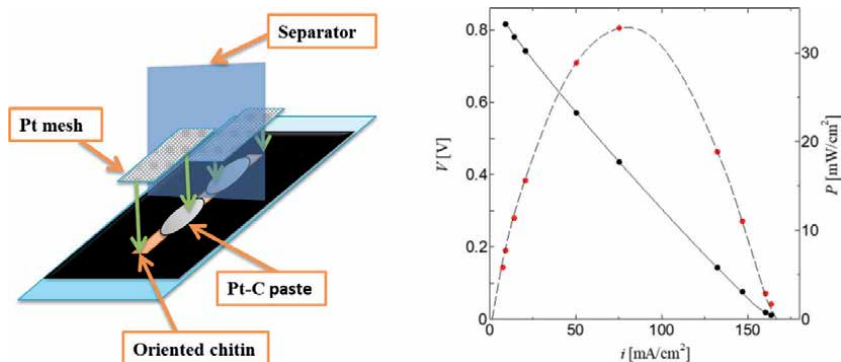 Separator
Pt mesh
Pt-C paste
Oriented chitin
0.8
0.6
0.4
0.2
0
V [V]
0
50
100
150
i [mA/cm²]
30
20
10
0
P [mW/cm²]